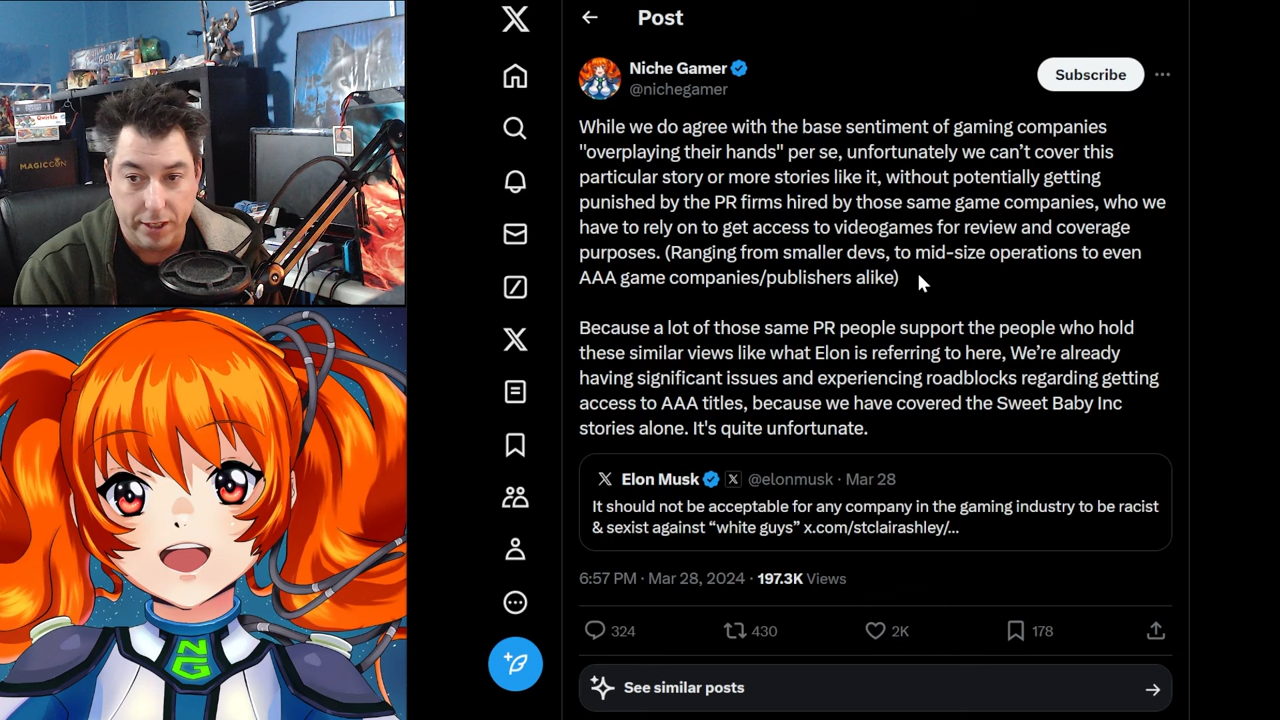 MAGICCON
Qwirkle
NG
Post
Niche Gamer
@nichegamer
Subscribe
While we do agree with the base sentiment of gaming companies
"overplaying their hands" per se, unfortunately we can’t cover this
particular story or more stories like it, without potentially getting
punished by the PR firms hired by those same game companies, who we
have to rely on to get access to videogames for review and coverage
purposes. (Ranging from smaller devs, to mid-size operations to even
AAA game companies/publishers alike)
Because a lot of those same PR people support the people who hold
these similar views like what Elon is referring to here, We’re already
having significant issues and experiencing roadblocks regarding getting
access to AAA titles, because we have covered the Sweet Baby Inc
stories alone. It's quite unfortunate.
Elon Musk X @elonmusk · Mar 28
It should not be acceptable for any company in the gaming industry to be racist
& sexist against “white guys” x.com/stclairashley/...
6:57 PM · Mar 28, 2024 · 197.3K Views
324 430 2K 178
See similar posts